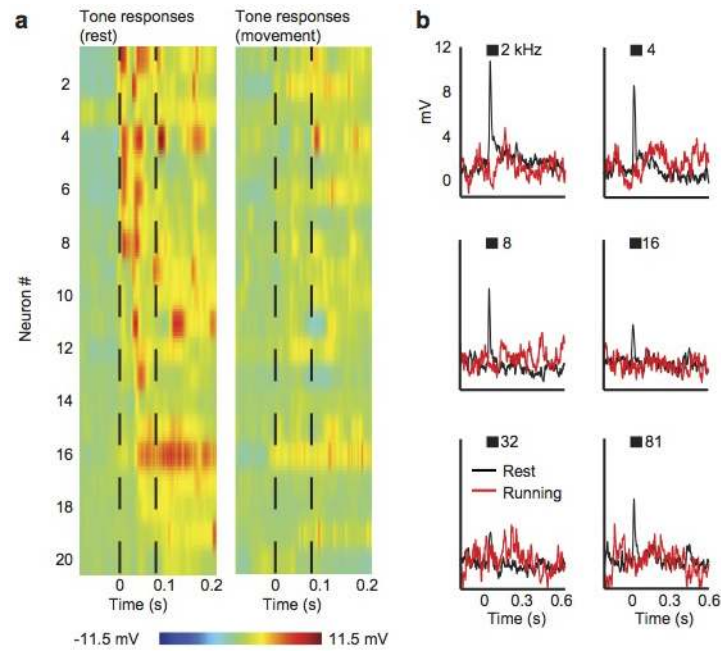 a
Tone responses
(rest)
Tone responses
(movement)
Neuron #
2
4
6
8
10
12
14
16
18
20
0 0.1 0.2
0 0.1 0.2
Time (s)
Time (s)
-11.5 mV
11.5 mV
b
12
8
4
0
mV
2 kHz
4
8
16
32
81
Rest
Running
0 0.3 0.6
0 0.3 0.6
Time (s)
Time (s)